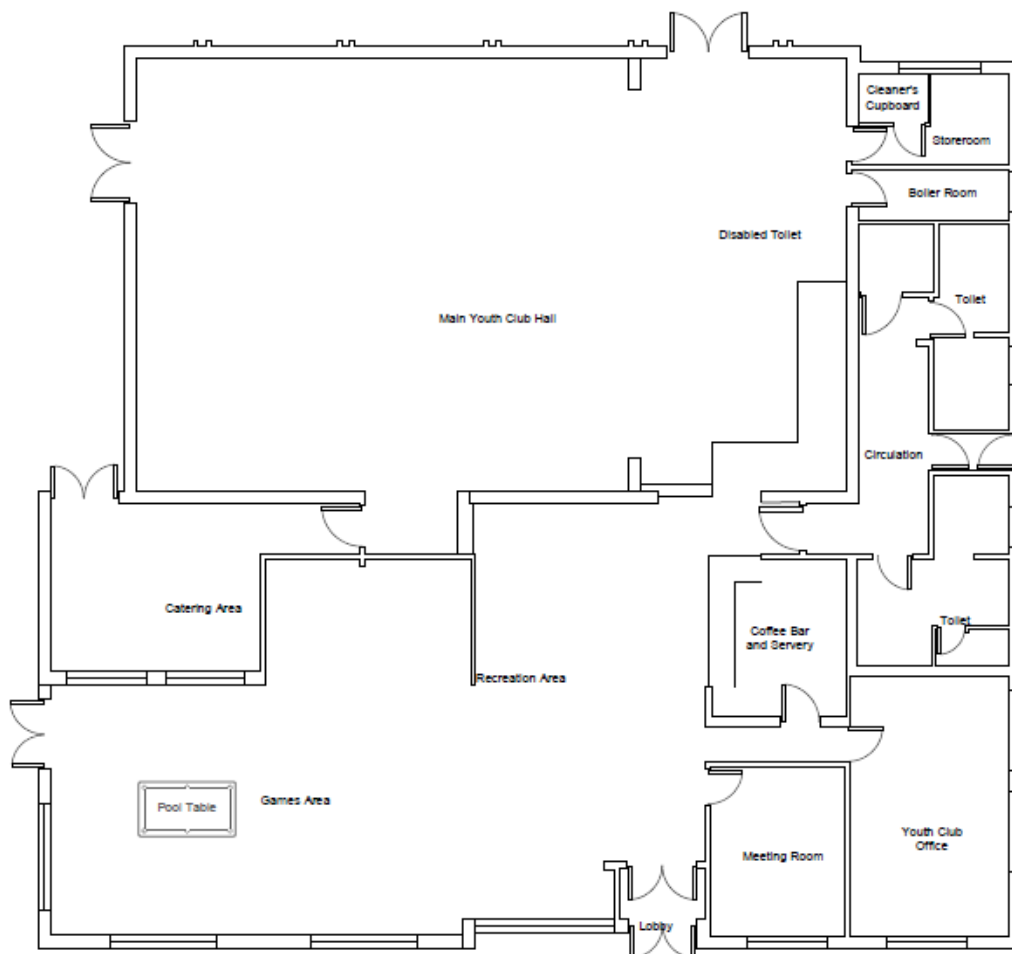 Cleaner's
Cupboard
Storeroom
Boiler Room
Disabled Toilet
Toilet
Main Youth Club Hall
Circulation
Catering Area
Coffee Bar
and Servery
Toilet
Recreation Area
Pool Table
Games Area
Meeting Room
Youth Club
Office
Lobby